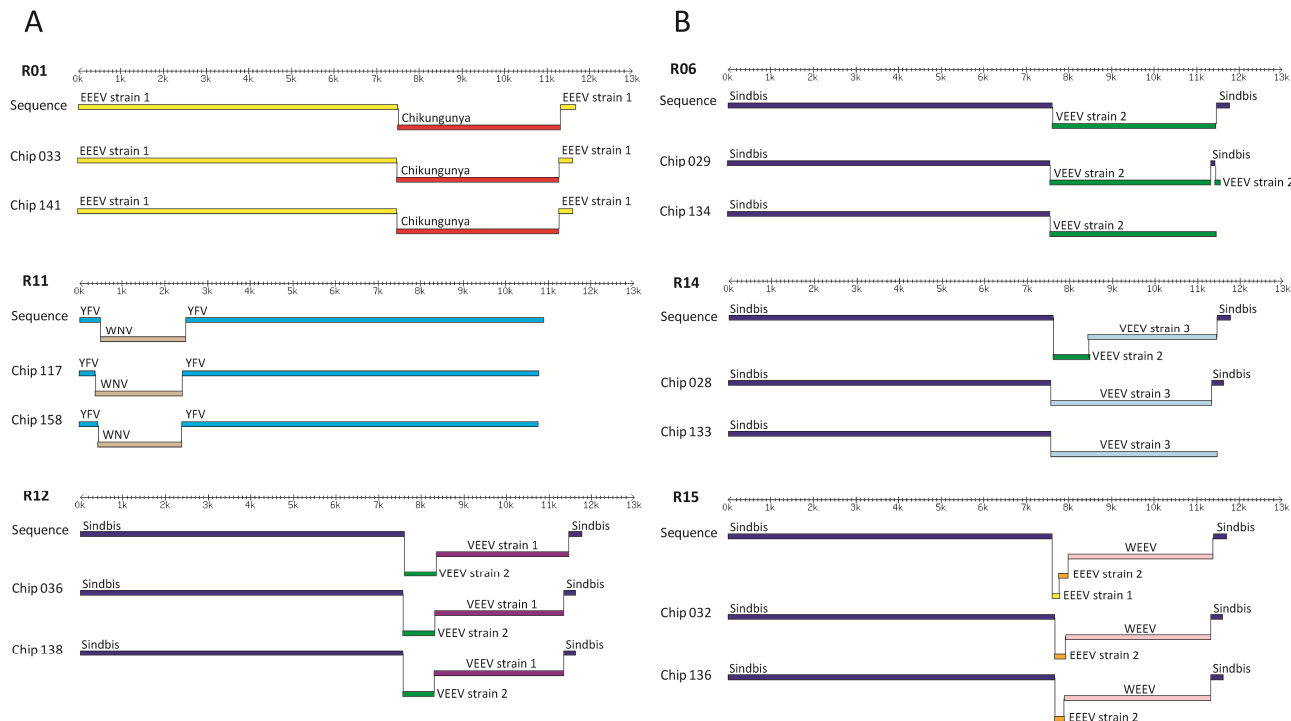 A
R01
0k 1k 2k 3k 4k 5k 6k 7k 8k 9k 10k 11k 12k 13k
Sequence
EEEV strain 1
Chikungunya
EEEV strain 1
Chip 033
EEEV strain 1
Chikungunya
EEEV strain 1
Chip 141
EEEV strain 1
Chikungunya
EEEV strain 1
R11
0k 1k 2k 3k 4k 5k 6k 7k 8k 9k 10k 11k 12k 13k
Sequence
YFV
WNV
YFV
Chip 117
YFV
WNV
YFV
Chip 158
YFV
WNV
YFV
R12
0k 1k 2k 3k 4k 5k 6k 7k 8k 9k 10k 11k 12k 13k
Sequence
Sindbis
VEEV strain 2
VEEV strain 1
Sindbis
Chip 036
Sindbis
VEEV strain 2
VEEV strain 1
Sindbis
Chip 138
Sindbis
VEEV strain 2
VEEV strain 1
Sindbis
B
R06
0k 1k 2k 3k 4k 5k 6k 7k 8k 9k 10k 11k 12k 13k
Sequence
Sindbis
VEEV strain 2
Sindbis
Chip 029
Sindbis
VEEV strain 2
Sindbis
VEEV strain 2
Chip 134
Sindbis
VEEV strain 2
R14
0k 1k 2k 3k 4k 5k 6k 7k 8k 9k 10k 11k 12k 13k
Sequence
Sindbis
VEEV strain 2
VEEV strain 3
Sindbis
Chip 028
Sindbis
VEEV strain 3
Sindbis
Chip 133
Sindbis
VEEV strain 3
R15
0k 1k 2k 3k 4k 5k 6k 7k 8k 9k 10k 11k 12k 13k
Sequence
Sindbis
EEEV strain 1
EEEV strain 2
WEEV
Sindbis
Chip 032
Sindbis
EEEV strain 2
WEEV
Sindbis
Chip 136
Sindbis
EEEV strain 2
WEEV
Sindbis